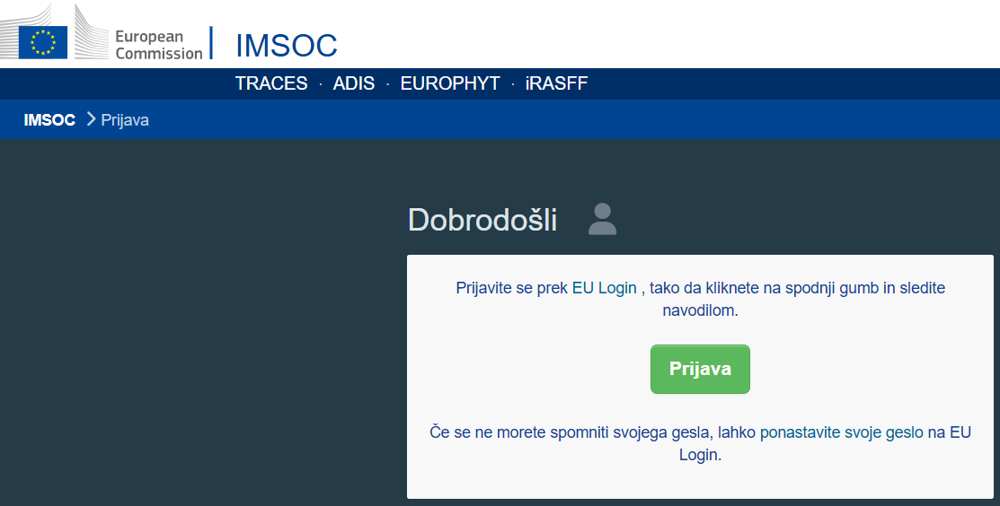 European
Commission
IMSOC
TRACES · ADIS · EUROPHYT · iRASFF
IMSOC > Prijava
Dobrodošli
Prijavite se prek EU Login , tako da kliknete na spodnji gumb in sledite
navodilom.
Prijava
Če se ne morete spomniti svojega gesla, lahko ponastavite svoje geslo na EU
Login.